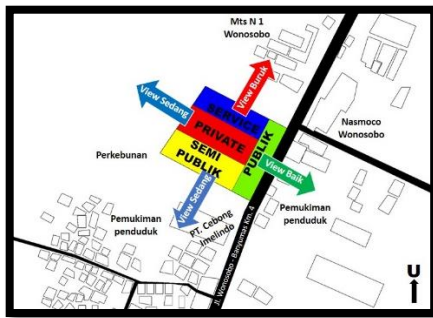 Mts N 1
Wonosobo
View Buruk
View Sedang
SERVICE
Nasmoco
Wonosobo
PRIVATE
PUBLIK
Perkebunan
SEMI
PUBLIK
View Baik
View Sedang
Pemukiman
penduduk
Pemukiman
penduduk
PT. Cebong
Imelindo
Jl. Wonosobo - Banyumas Km. 4
U